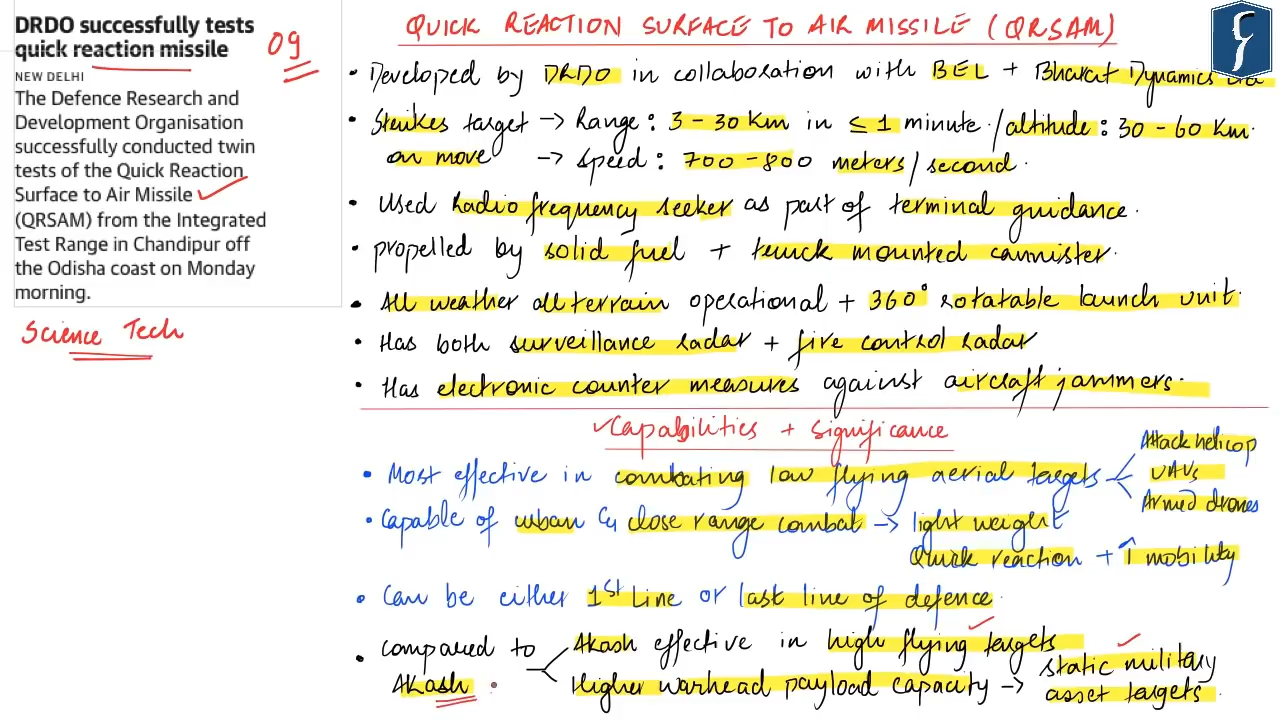 DRDO successfully tests
quick reaction missile
09
NEW DELHI
The Defence Research and
Development Organisation
successfully conducted twin
tests of the Quick Reaction
Surface to Air Missile
(QRSAM) from the Integrated
Test Range in Chandipur off
the Odisha coast on Monday
morning.
Science Tech
QUICK REACTION SURFACE TO AIR MISSILE (QRSAM)
• Developed by DRDO in collaboration with BEL + Bharat Dynamics Ltd
• Strikes target → Range: 3-30 Km in ≤ 1 minute / altitude: 30-60 Km
on move → Speed: 700-800 meters/second.
• Used Radio frequency seeker as part of terminal guidance.
• propelled by solid fuel + truck mounted cannister.
• All weather all terrain operational + 360° rotatable launch unit.
• Has both surveillance radar + fire control radar
• Has electronic counter measures against aircraft jammers.
✓Capabilities + Significance
• Most effective in combating low flying aerial targets
Attack helicop
UAVs
Armed drones
• Capable of urban & close range combat → light weight
Quick reaction + ↑ mobility
• Can be either 1st Line or last line of defence.
• compared to Akash effective in high flying targets
Akash Higher warhead payload capacity → static military
asset targets.